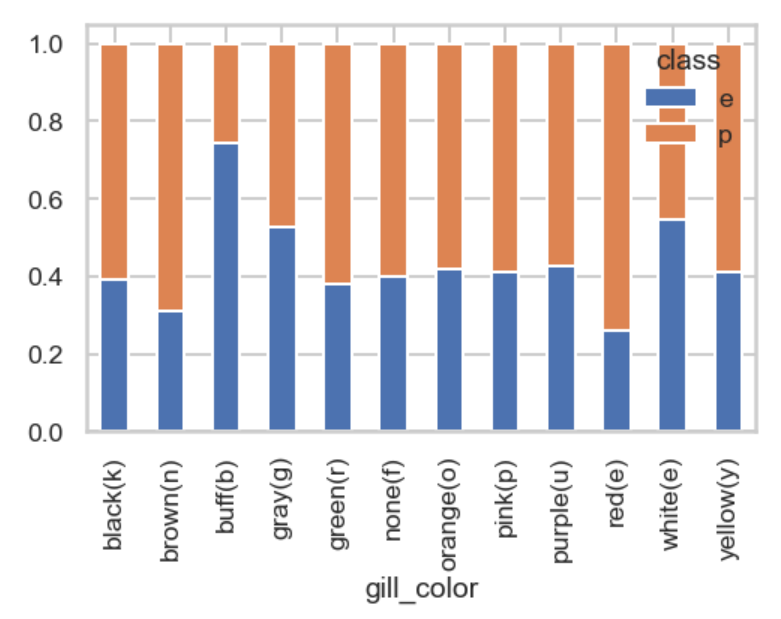 1.0
0.8
0.6
0.4
0.2
0.0
class
e
p
black(k)
brown(n)
buff(b)
gray(g)
green(r)
none(f)
orange(o)
pink(p)
purple(u)
red(e)
white(e)
yellow(y)
gill_color